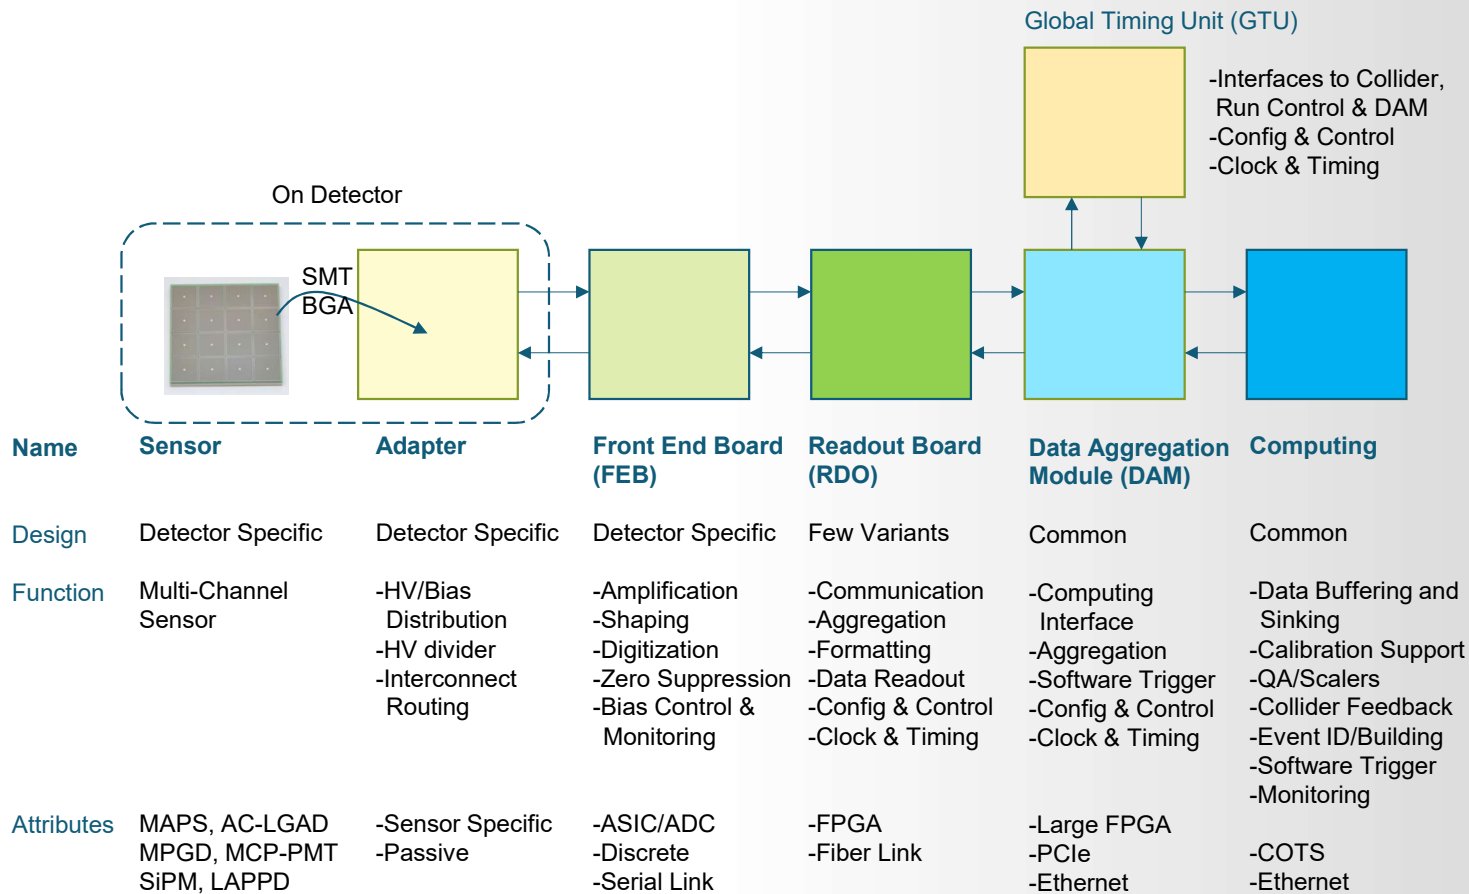 Global Timing Unit (GTU)
-Interfaces to Collider,
Run Control & DAM
-Config & Control
-Clock & Timing
On Detector
SMT
BGA
Name
Sensor
Adapter
Front End Board
(FEB)
Readout Board
(RDO)
Data Aggregation
Module (DAM)
Computing
Design
Detector Specific
Detector Specific
Detector Specific
Few Variants
Common
Common
Function
Multi-Channel
Sensor
-HV/Bias
Distribution
-HV divider
-Interconnect
Routing
-Amplification
-Shaping
-Digitization
-Zero Suppression
-Bias Control &
Monitoring
-Communication
-Aggregation
-Formatting
-Data Readout
-Config & Control
-Clock & Timing
-Computing
Interface
-Aggregation
-Software Trigger
-Config & Control
-Clock & Timing
-Data Buffering and
Sinking
-Calibration Support
-QA/Scalers
-Collider Feedback
-Event ID/Building
-Software Trigger
-Monitoring
Attributes
MAPS, AC-LGAD
MPGD, MCP-PMT
SiPM, LAPPD
-Sensor Specific
-Passive
-ASIC/ADC
-Discrete
-Serial Link
-FPGA
-Fiber Link
-Large FPGA
-PCIe
-Ethernet
-COTS
-Ethernet